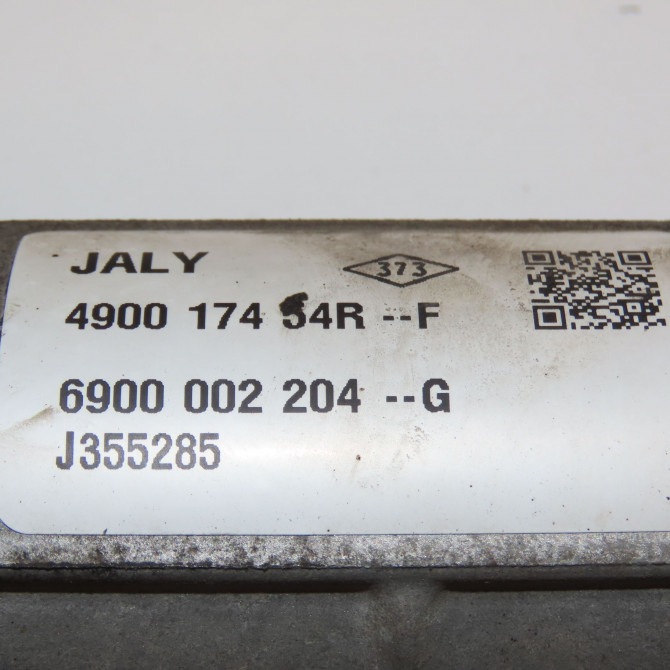 JALY
373
4900 174 54R --F
6900 002 204 --G
J355285